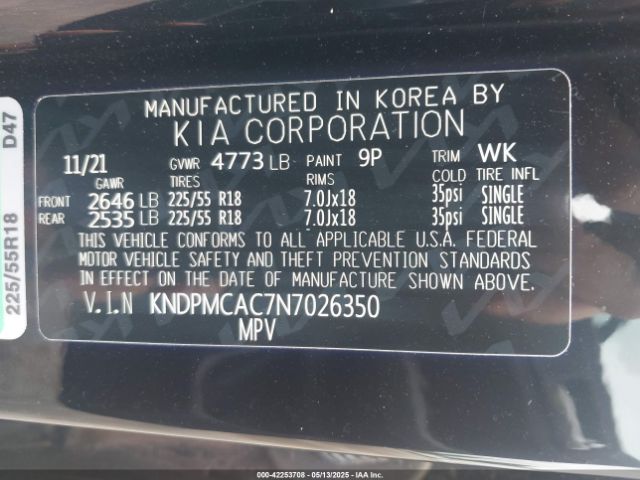 MANUFACTURED IN KOREA BY
KIA CORPORATION
11/21 GVWR 4773 LB PAINT 9P TRIM WK
GAWR TIRES RIMS COLD TIRE INFL
FRONT 2646 LB 225/55 R18 7.0Jx18 35psi SINGLE
REAR 2535 LB 225/55 R18 7.0Jx18 35psi SINGLE
THIS VEHICLE CONFORMS TO ALL APPLICABLE U.S.A. FEDERAL
MOTOR VEHICLE SAFETY AND THEFT PREVENTION STANDARDS
IN EFFECT ON THE DATE OF MANUFACTURE SHOWN ABOVE.
V.I.N KNDPMCAC7N7026350
MPV
225/55R18 D47
000-42253708 - 05/13/2025 - IAAI.COM